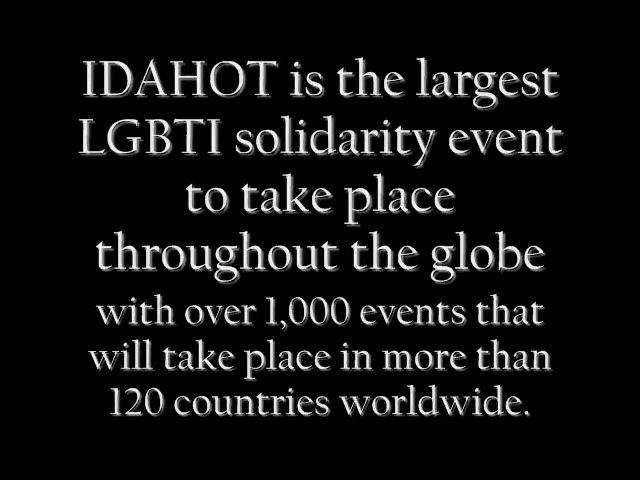 IDAHOT is the largest
LGBTI solidarity event
to take place
throughout the globe
with over 1,000 events that
will take place in more than
120 countries worldwide.